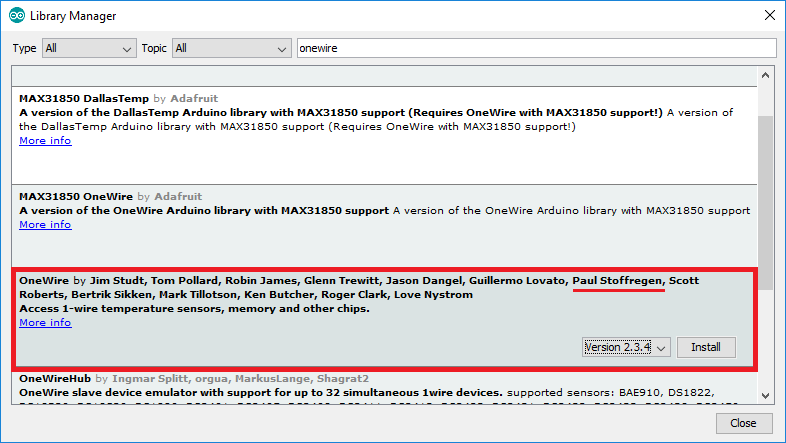 Library Manager
Type All Topic All onewire
MAX31850 DallasTemp by Adafruit
A version of the DallasTemp Arduino library with MAX31850 support (Requires OneWire with MAX31850 support!) A version of
the DallasTemp Arduino library with MAX31850 support (Requires OneWire with MAX31850 support!)
More info
MAX31850 OneWire by Adafruit
A version of the OneWire Arduino library with MAX31850 support A version of the OneWire Arduino library with MAX31850 support
More info
OneWire by Jim Studt, Tom Pollard, Robin James, Glenn Trewitt, Jason Dangel, Guillermo Lovato, Paul Stoffregen, Scott
Roberts, Bertrik Sikken, Mark Tillotson, Ken Butcher, Roger Clark, Love Nystrom
Access 1-wire temperature sensors, memory and other chips.
More info
Version 2.3.4 Install
OneWireHub by Ingmar Splitt, orgua, MarkusLange, Shagrat2
OneWire slave device emulator with support for up to 32 simultaneous 1wire devices. supported sensors: BAE910, DS1822,
Close